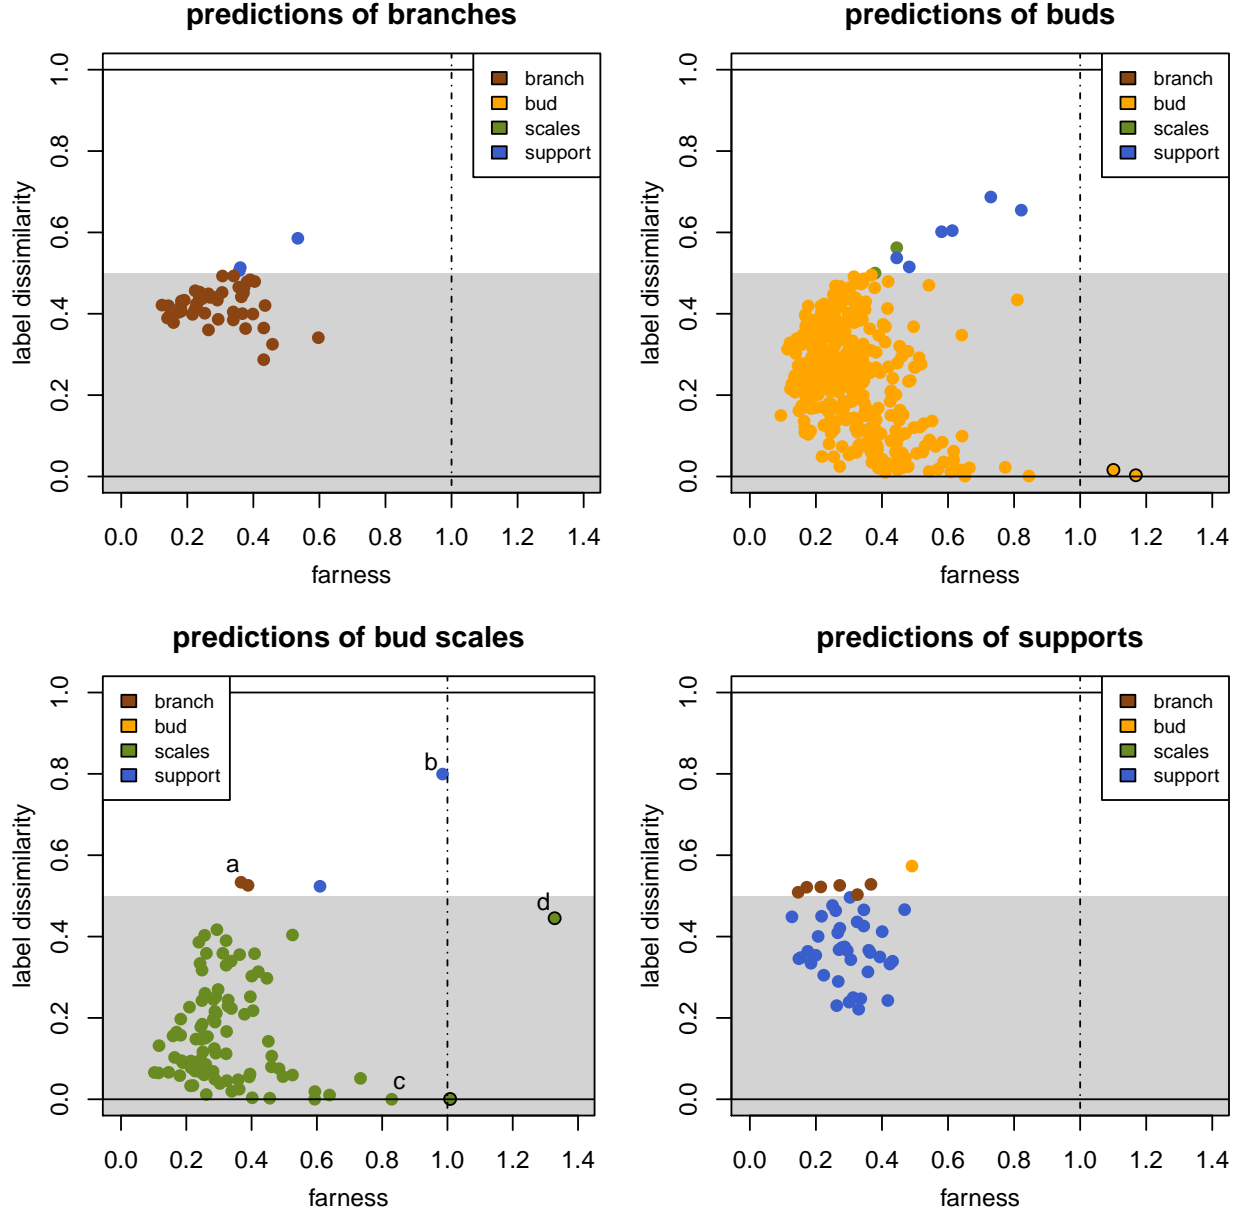 predictions of branches
label dissimilarity
0.0 0.2 0.4 0.6 0.8 1.0
branch
bud
scales
support
0.0 0.2 0.4 0.6 0.8 1.0 1.2 1.4
farness
predictions of buds
label dissimilarity
0.0 0.2 0.4 0.6 0.8 1.0
branch
bud
scales
support
0.0 0.2 0.4 0.6 0.8 1.0 1.2 1.4
farness
predictions of bud scales
label dissimilarity
0.0 0.2 0.4 0.6 0.8 1.0
branch
bud
scales
support
b
a
d
c
0.0 0.2 0.4 0.6 0.8 1.0 1.2 1.4
farness
predictions of supports
label dissimilarity
0.0 0.2 0.4 0.6 0.8 1.0
branch
bud
scales
support
0.0 0.2 0.4 0.6 0.8 1.0 1.2 1.4
farness